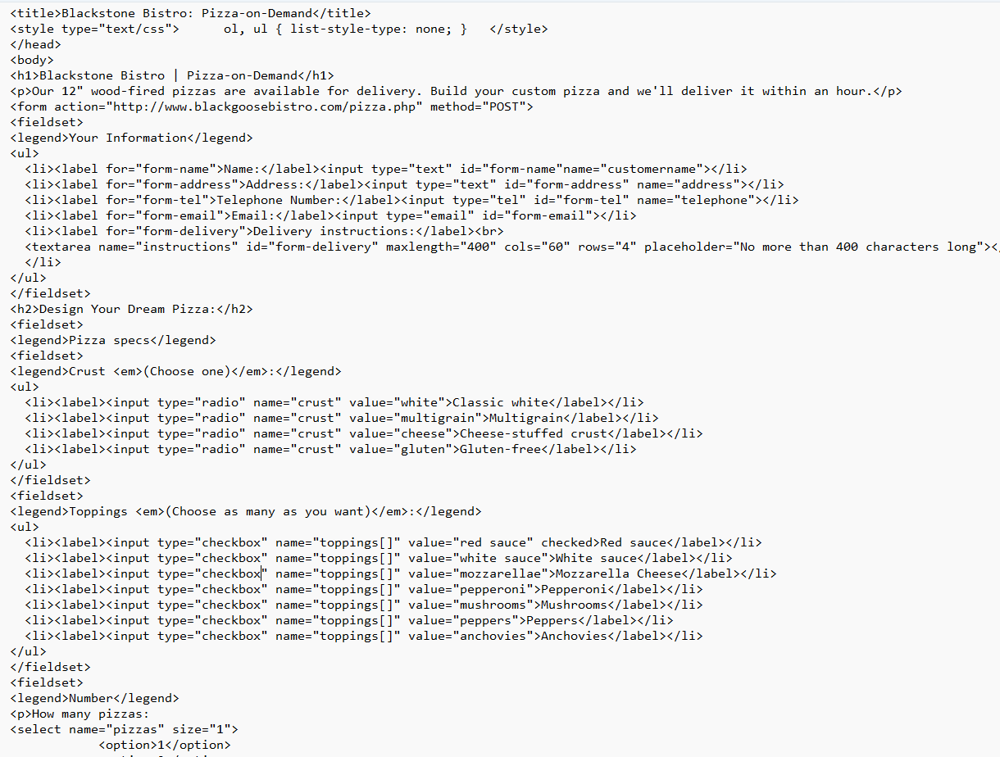 <title>Blackstone Bistro: Pizza-on-Demand</title>
<style type="text/css">      ol, ul { list-style-type: none; }   </style>
</head>
<body>
<h1>Blackstone Bistro | Pizza-on-Demand</h1>
<p>Our 12" wood-fired pizzas are available for delivery. Build your custom pizza and we'll deliver it within an hour.</p>
<form action="http://www.blackgoosebistro.com/pizza.php" method="POST">
<fieldset>
<legend>Your Information</legend>
<ul>
  <li><label for="form-name">Name:</label><input type="text" id="form-name"name="customername"></li>
  <li><label for="form-address">Address:</label><input type="text" id="form-address" name="address"></li>
  <li><label for="form-tel">Telephone Number:</label><input type="tel" id="form-tel" name="telephone"></li>
  <li><label for="form-email">Email:</label><input type="email" id="form-email"></li>
  <li><label for="form-delivery">Delivery instructions:</label><br>
  <textarea name="instructions" id="form-delivery" maxlength="400" cols="60" rows="4" placeholder="No more than 400 characters long"><
  </li>
</ul>
</fieldset>
<h2>Design Your Dream Pizza:</h2>
<fieldset>
<legend>Pizza specs</legend>
<fieldset>
<legend>Crust <em>(Choose one)</em>:</legend>
<ul>
  <li><label><input type="radio" name="crust" value="white">Classic white</label></li>
  <li><label><input type="radio" name="crust" value="multigrain">Multigrain</label></li>
  <li><label><input type="radio" name="crust" value="cheese">Cheese-stuffed crust</label></li>
  <li><label><input type="radio" name="crust" value="gluten">Gluten-free</label></li>
</ul>
</fieldset>
<fieldset>
<legend>Toppings <em>(Choose as many as you want)</em>:</legend>
<ul>
  <li><label><input type="checkbox" name="toppings[]" value="red sauce" checked>Red sauce</label></li>
  <li><label><input type="checkbox" name="toppings[]" value="white sauce">White sauce</label></li>
  <li><label><input type="checkbox" name="toppings[]" value="mozzarellae">Mozzarella Cheese</label></li>
  <li><label><input type="checkbox" name="toppings[]" value="pepperoni">Pepperoni</label></li>
  <li><label><input type="checkbox" name="toppings[]" value="mushrooms">Mushrooms</label></li>
  <li><label><input type="checkbox" name="toppings[]" value="peppers">Peppers</label></li>
  <li><label><input type="checkbox" name="toppings[]" value="anchovies">Anchovies</label></li>
</ul>
</fieldset>
<fieldset>
<legend>Number</legend>
<p>How many pizzas:
<select name="pizzas" size="1">
            <option>1</option>